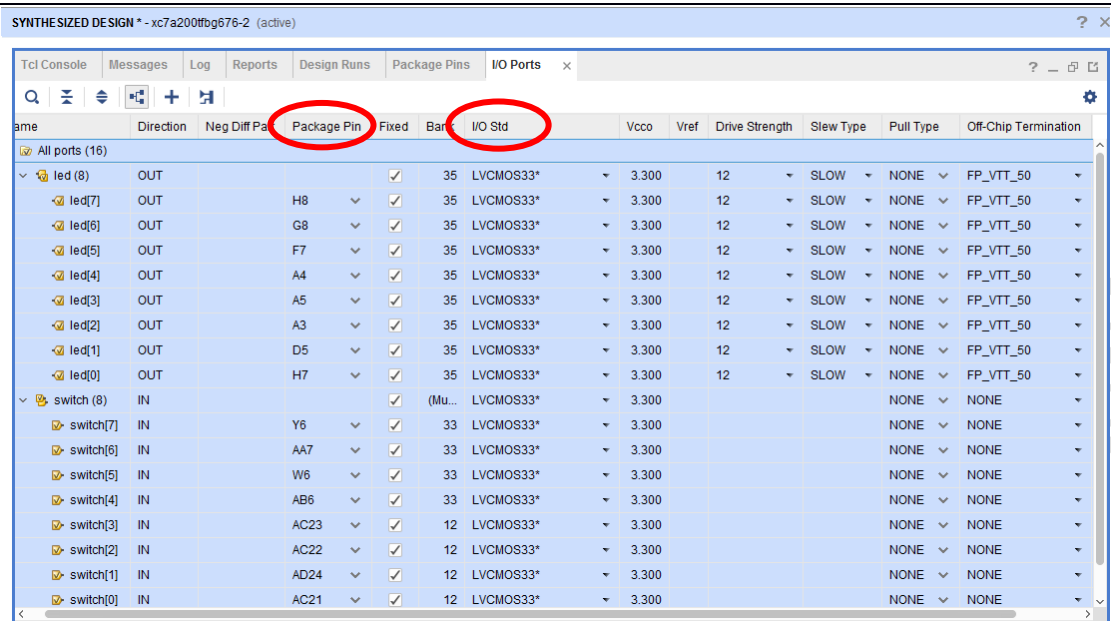 SYNTHESIZED DESIGN * - xc7a200tfbg676-2 (active) ? ×
Tcl Console Messages Log Reports Design Runs Package Pins I/O Ports × ? _
ame Direction Neg Diff Pai Package Pin Fixed Bank I/O Std Vcco Vref Drive Strength Slew Type Pull Type Off-Chip Termination
All ports (16)
led (8) OUT 35 LVCMOS33* 3.300 12 SLOW NONE FP_VTT_50
led[7] OUT H8 35 LVCMOS33* 3.300 12 SLOW NONE FP_VTT_50
led[6] OUT G8 35 LVCMOS33* 3.300 12 SLOW NONE FP_VTT_50
led[5] OUT F7 35 LVCMOS33* 3.300 12 SLOW NONE FP_VTT_50
led[4] OUT A4 35 LVCMOS33* 3.300 12 SLOW NONE FP_VTT_50
led[3] OUT A5 35 LVCMOS33* 3.300 12 SLOW NONE FP_VTT_50
led[2] OUT A3 35 LVCMOS33* 3.300 12 SLOW NONE FP_VTT_50
led[1] OUT D5 35 LVCMOS33* 3.300 12 SLOW NONE FP_VTT_50
led[0] OUT H7 35 LVCMOS33* 3.300 12 SLOW NONE FP_VTT_50
switch (8) IN (Mu... LVCMOS33* 3.300 NONE NONE
switch[7] IN Y6 33 LVCMOS33* 3.300 NONE NONE
switch[6] IN AA7 33 LVCMOS33* 3.300 NONE NONE
switch[5] IN W6 33 LVCMOS33* 3.300 NONE NONE
switch[4] IN AB6 33 LVCMOS33* 3.300 NONE NONE
switch[3] IN AC23 12 LVCMOS33* 3.300 NONE NONE
switch[2] IN AC22 12 LVCMOS33* 3.300 NONE NONE
switch[1] IN AD24 12 LVCMOS33* 3.300 NONE NONE
switch[0] IN AC21 12 LVCMOS33* 3.300 NONE NONE